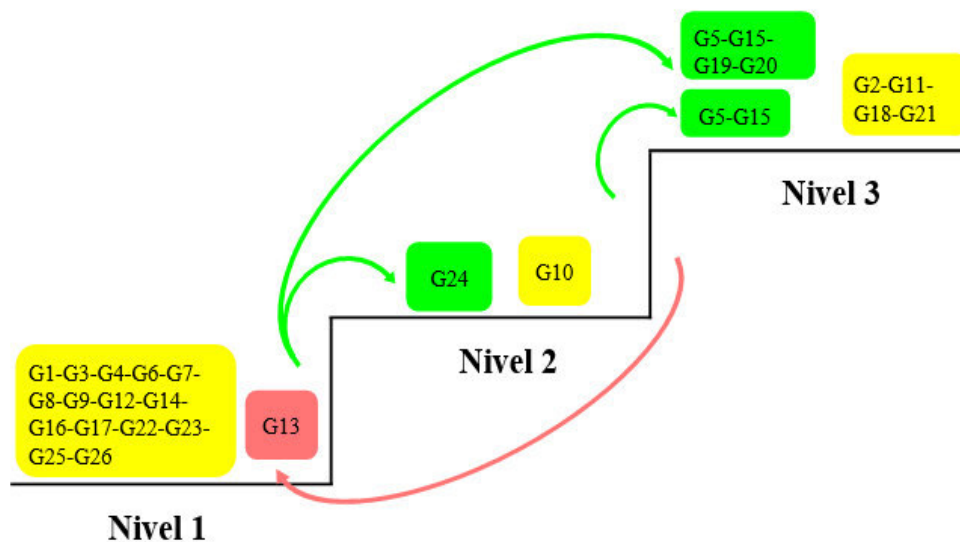 G5-G15-
G19-G20
G2-G11-
G18-G21
G5-G15
Nivel 3
G24
G10
Nivel 2
G1-G3-G4-G6-G7-
G8-G9-G12-G14-
G16-G17-G22-G23-
G25-G26
G13
Nivel 1